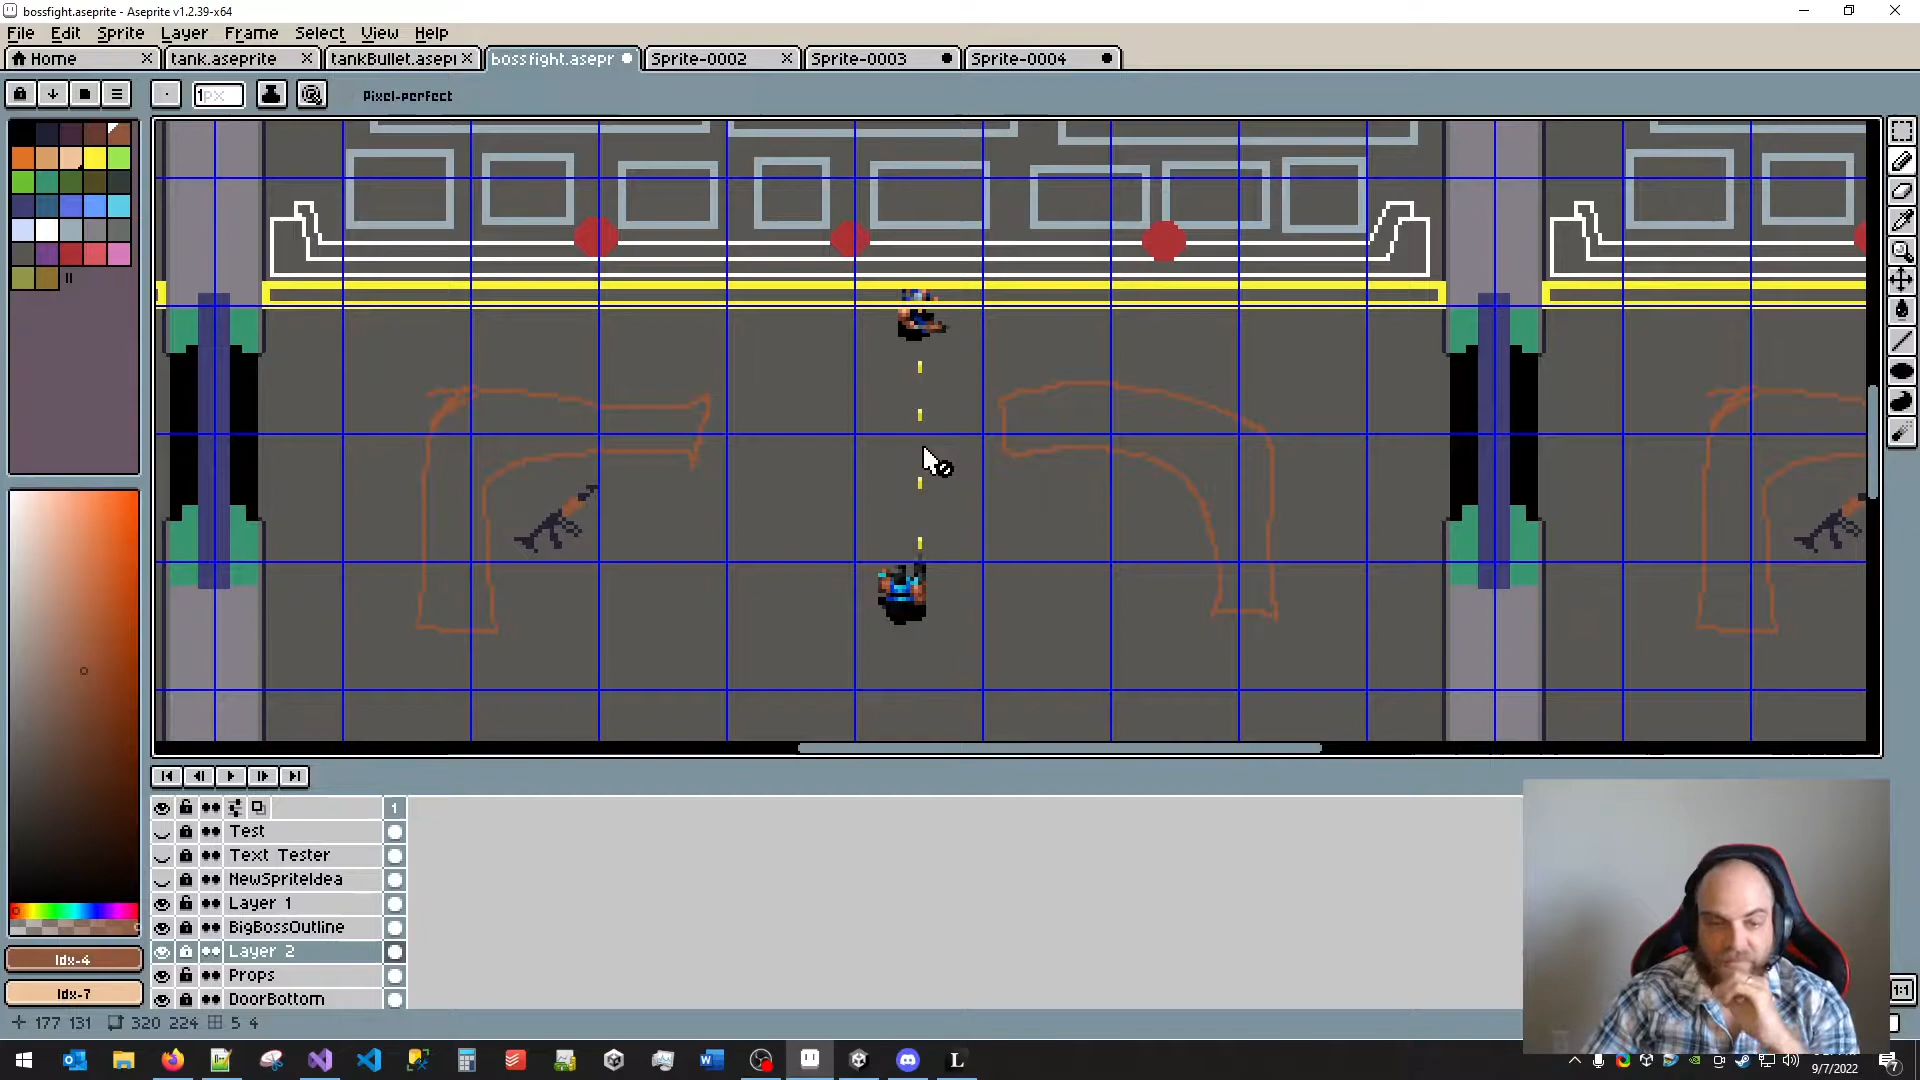 bossfight.aseprite - Aseprite v1.2.39-x64
File Edit Sprite Layer Frame Select View Help
Home tank.aseprite tankBullet.asepr bossfight.asepr Sprite-0002 Sprite-0003 Sprite-0004
1px Pixel-perfect
1
Test
Text Tester
NewSpriteIdea
Layer 1
BigBossOutline
Layer 2
Props
DoorBottom
Idx-4
Idx-7
1:1
177 131 320 224 5 4
9/7/2022
7